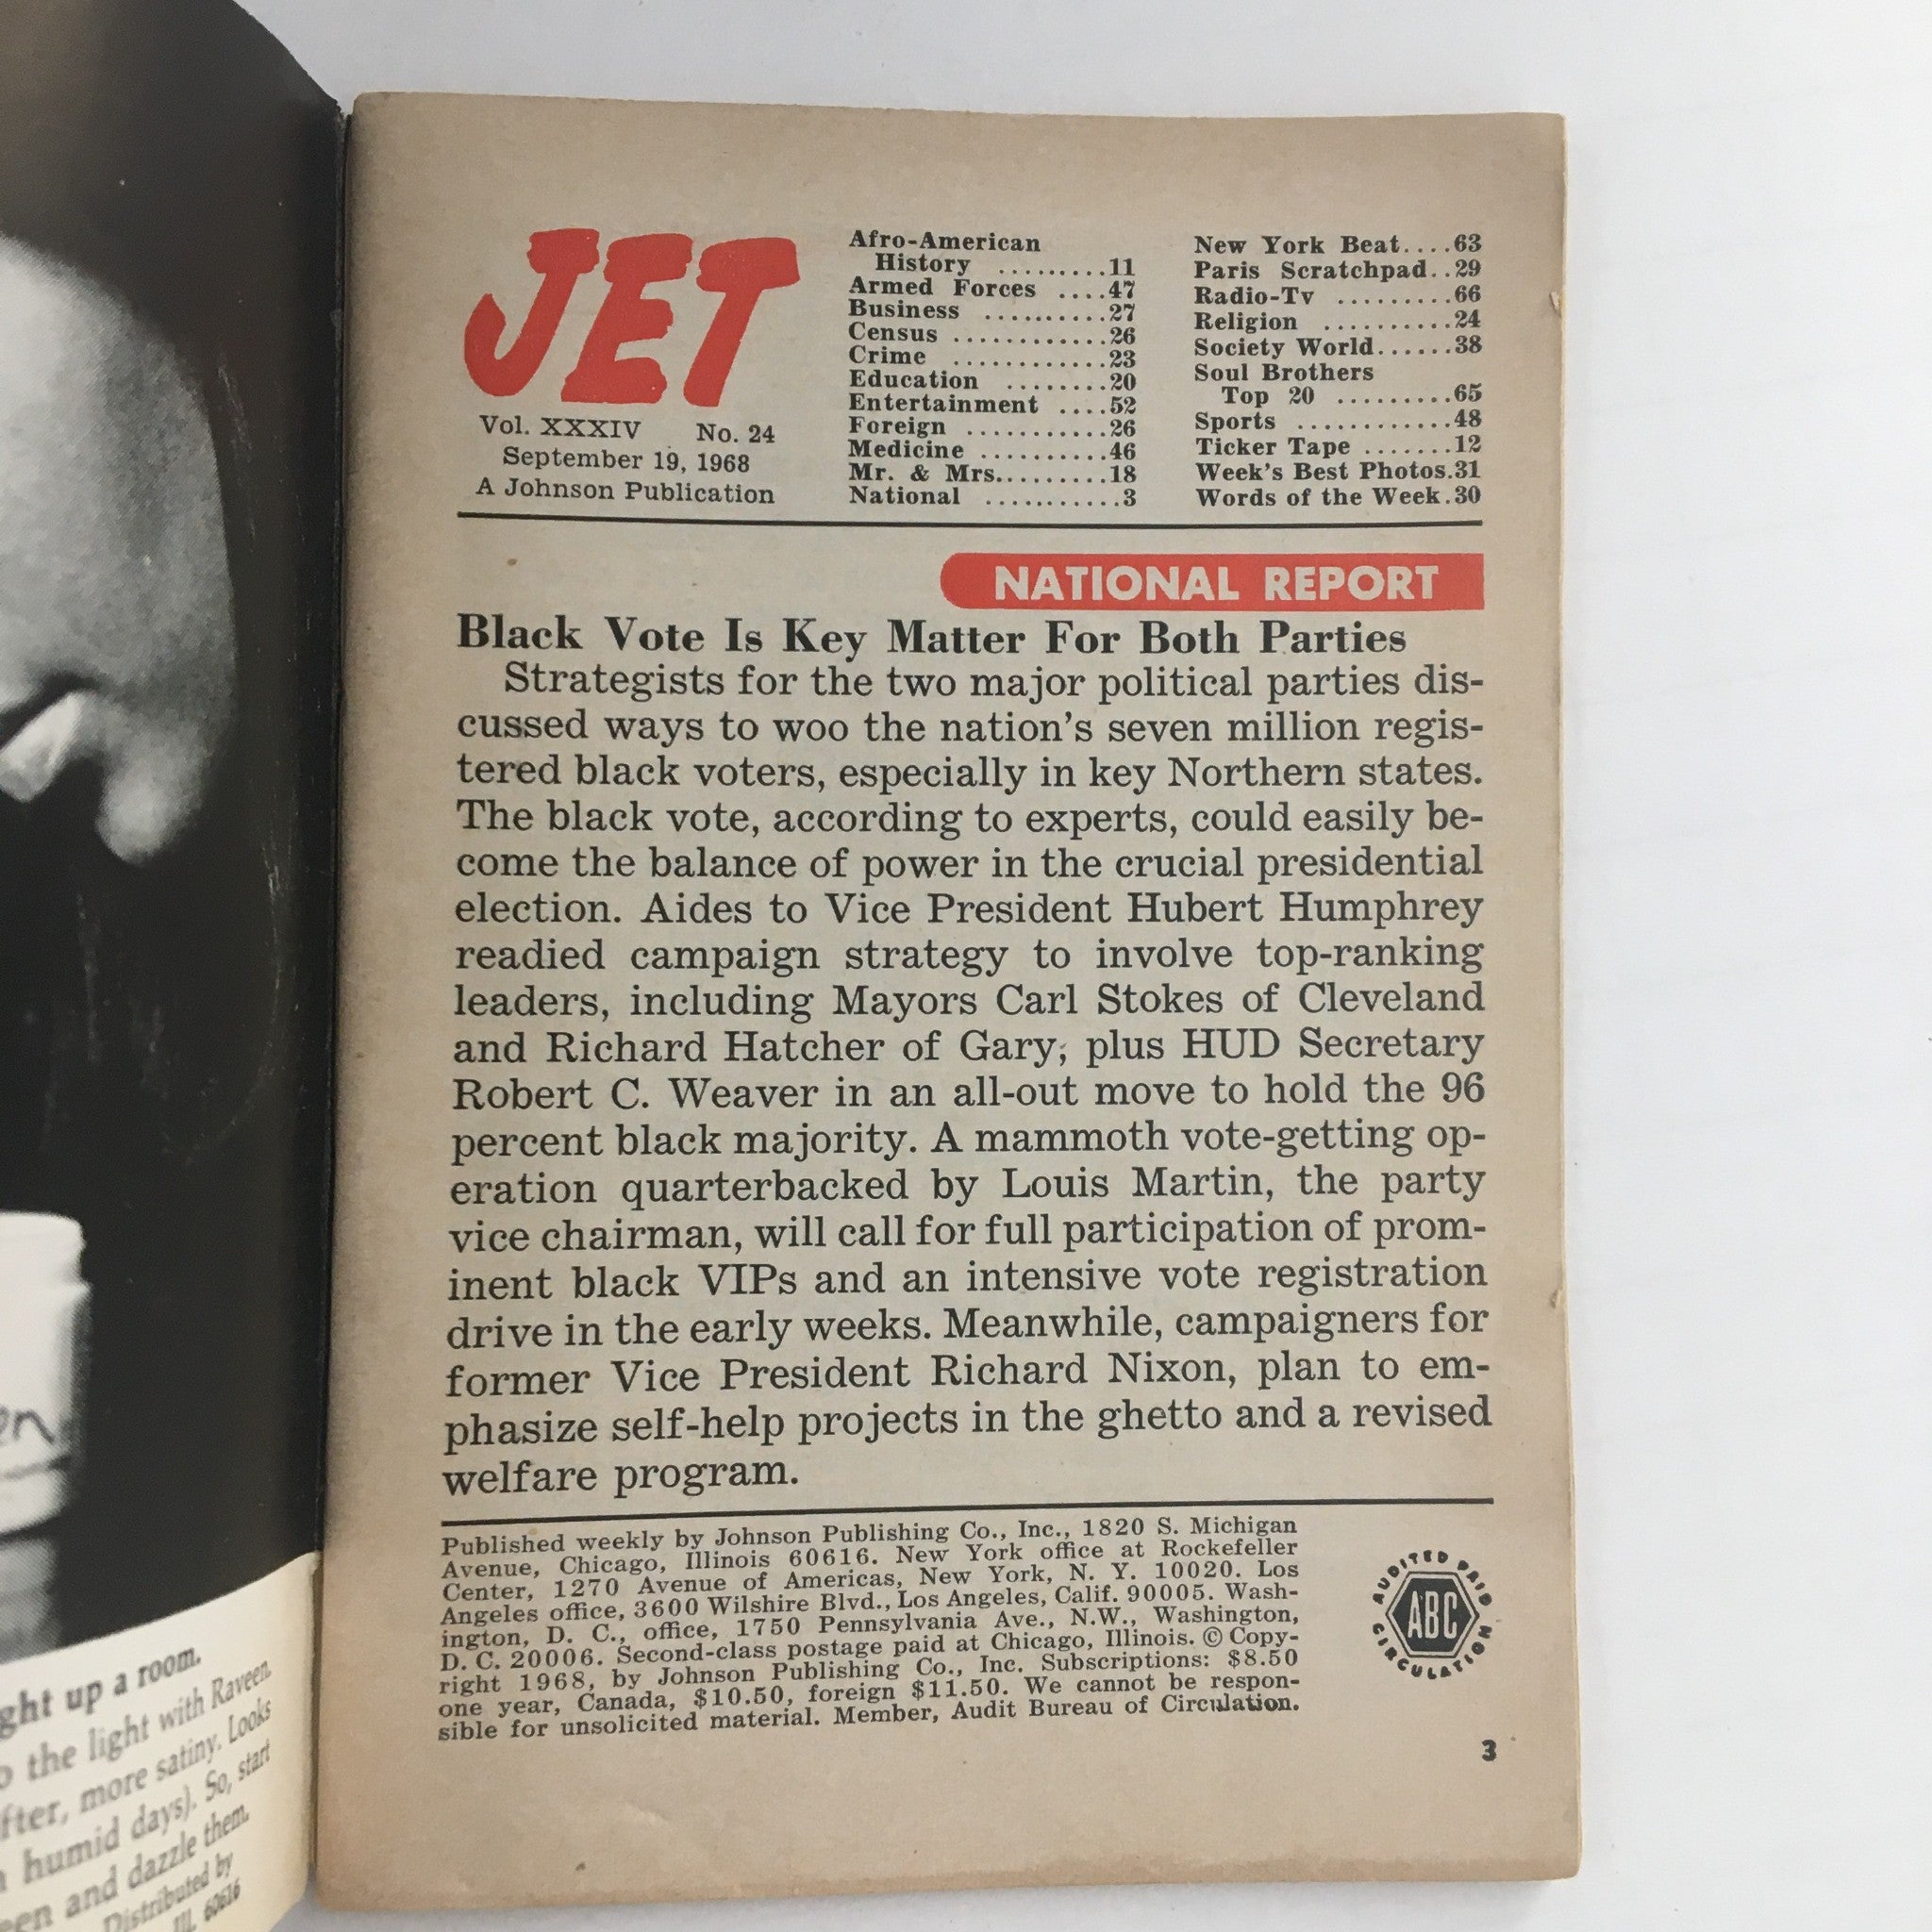 JET
Vol. XXXIV No. 24
September 19, 1968
A Johnson Publication
Afro-American
History .........11
Armed Forces ....47
Business ..........27
Census ............26
Crime ............23
Education ........20
Entertainment ....52
Foreign ...........26
Medicine ..........46
Mr. & Mrs..........18
National ...........3
New York Beat....63
Paris Scratchpad..29
Radio-Tv .........66
Religion ..........24
Society World......38
Soul Brothers
Top 20 .........65
Sports ............48
Ticker Tape .......12
Week's Best Photos.31
Words of the Week.30
NATIONAL REPORT
Black Vote Is Key Matter For Both Parties
Strategists for the two major political parties dis-
cussed ways to woo the nation's seven million regis-
tered black voters, especially in key Northern states.
The black vote, according to experts, could easily be-
come the balance of power in the crucial presidential
election. Aides to Vice President Hubert Humphrey
readied campaign strategy to involve top-ranking
leaders, including Mayors Carl Stokes of Cleveland
and Richard Hatcher of Gary; plus HUD Secretary
Robert C. Weaver in an all-out move to hold the 96
percent black majority. A mammoth vote-getting op-
eration quarterbacked by Louis Martin, the party
vice chairman, will call for full participation of prom-
inent black VIPs and an intensive vote registration
drive in the early weeks. Meanwhile, campaigners for
former Vice President Richard Nixon, plan to em-
phasize self-help projects in the ghetto and a revised
welfare program.
Published weekly by Johnson Publishing Co., Inc., 1820 S. Michigan
Avenue, Chicago, Illinois 60616. New York office at Rockefeller
Center, 1270 Avenue of Americas, New York, N. Y. 10020. Los
Angeles office, 3600 Wilshire Blvd., Los Angeles, Calif. 90005. Wash-
ington, D. C., office, 1750 Pennsylvania Ave., N.W., Washington,
D. C. 20006. Second-class postage paid at Chicago, Illinois. © Copy-
right 1968, by Johnson Publishing Co., Inc. Subscriptions: $8.50
one year, Canada, $10.50, foreign $11.50. We cannot be respon-
sible for unsolicited material. Member, Audit Bureau of Circulation.
AUDITED PAID
ABC
CIRCULATION
3
up a room.
the light with Raveen.
more satiny. Looks
humid days). So, start
and dazzle them.
Distributed by
Ill. 60616